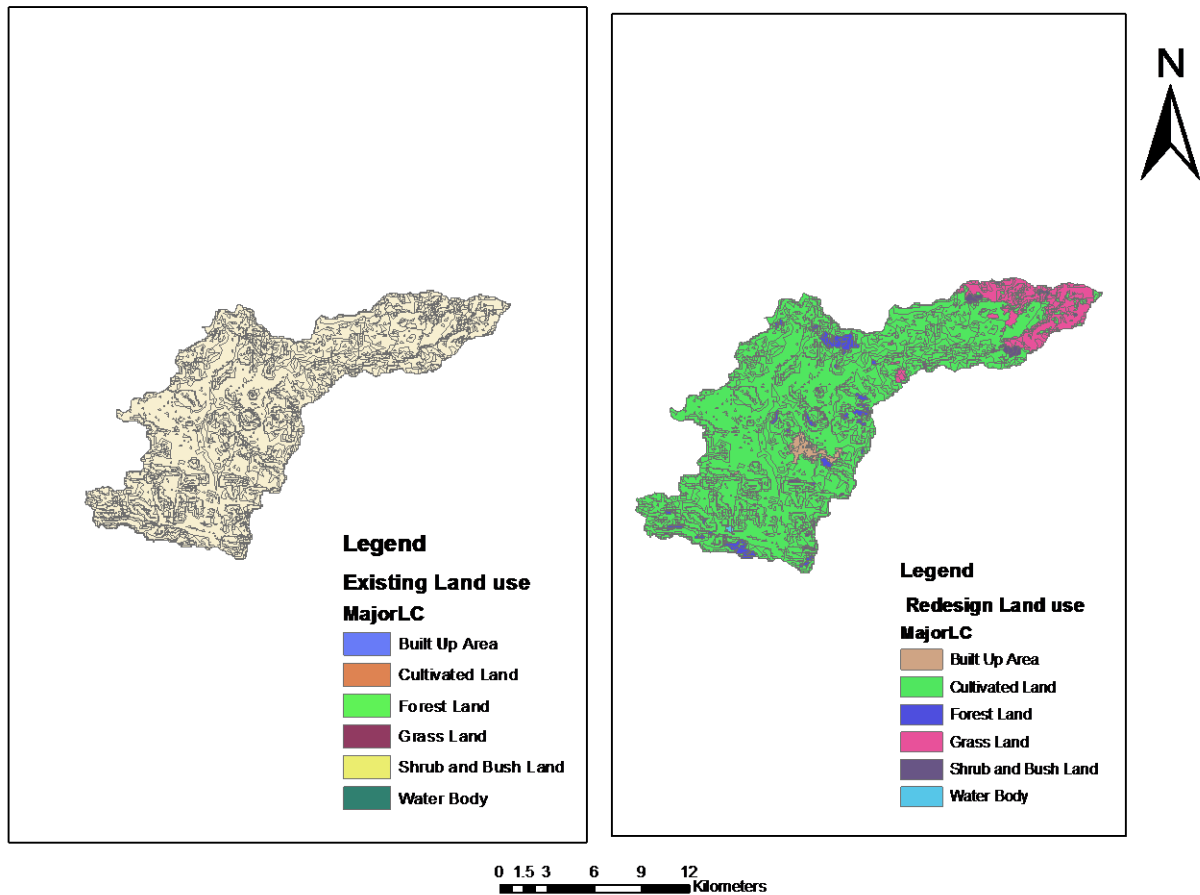 N
Legend
Existing Land use
MajorLC
Built Up Area
Cultivated Land
Forest Land
Grass Land
Shrub and Bush Land
Water Body
Legend
Redesign Land use
MajorLC
Built Up Area
Cultivated Land
Forest Land
Grass Land
Shrub and Bush Land
Water Body
0 1.5 3 6 9 12
Kilometers